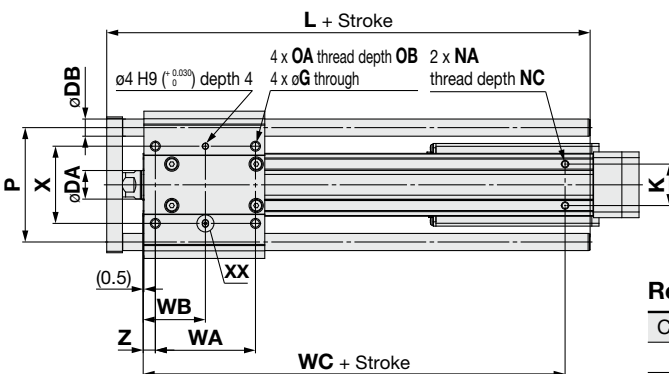 L + Stroke
4 x OA thread depth OB
4 x øG through
2 x NA
thread depth NC
ø4 H9 (+0.030 0) depth 4
øDB
P
X
øDA
K
(0.5)
XX
WB
Z
WA
WC + Stroke
Re
C